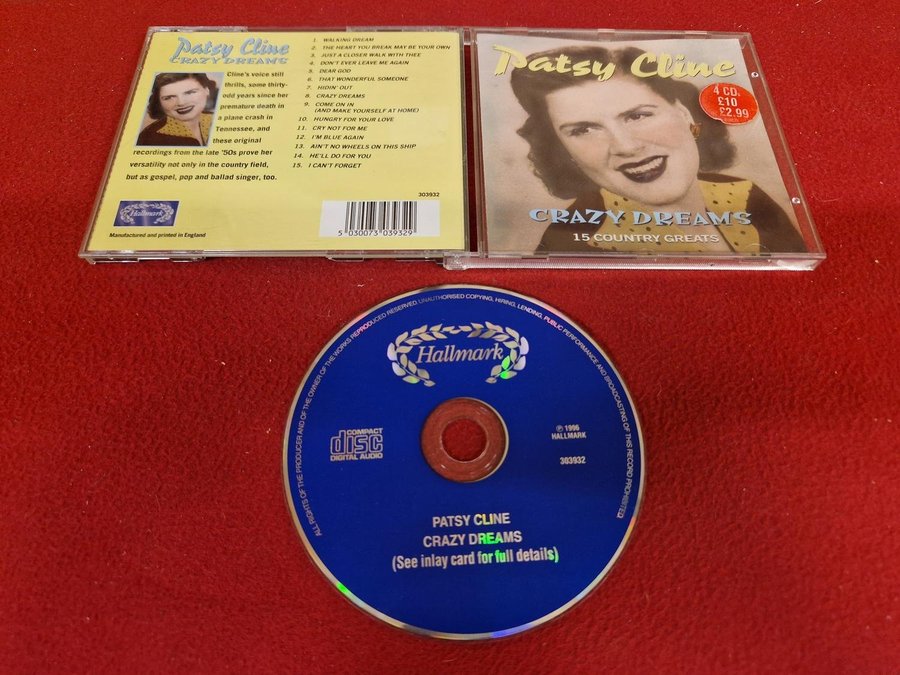 Patsy Cline
CRAZY DREAMS
Cline's voice still
thrills, some thirty-
odd years since her
premature death in
a plane crash in
Tennessee, and
these original
recordings from the late '50s prove her
versatility not only in the country field,
but as gospel, pop and ballad singer, too.
Hallmark
Manufactured and printed in England
1. WALKING DREAM
2. THE HEART YOU BREAK MAY BE YOUR OWN
3. JUST A CLOSER WALK WITH THEE
4. DON'T EVER LEAVE ME AGAIN
5. DEAR GOD
6. THAT WONDERFUL SOMEONE
7. HIDIN' OUT
8. CRAZY DREAMS
9. COME ON IN
(AND MAKE YOURSELF AT HOME)
10. HUNGRY FOR YOUR LOVE
11. CRY NOT FOR ME
12. I'M BLUE AGAIN
13. AIN'T NO WHEELS ON THIS SHIP
14. HE'LL DO FOR YOU
15. I CAN'T FORGET
303932
5 030073 039329
Patsy Cline
4 CDs
£10
£2.99
CRAZY DREAMS
15 COUNTRY GREATS
ALL RIGHTS OF THE PRODUCER AND OF THE OWNER OF THE WORKS REPRODUCED RESERVED. UNAUTHORISED COPYING, HIRING, LENDING, PUBLIC PERFORMANCE AND BROADCASTING OF THIS RECORD PROHIBITED
Hallmark
COMPACT
disc
DIGITAL AUDIO
℗ 1996
HALLMARK
303932
PATSY CLINE
CRAZY DREAMS
(See inlay card for full details)